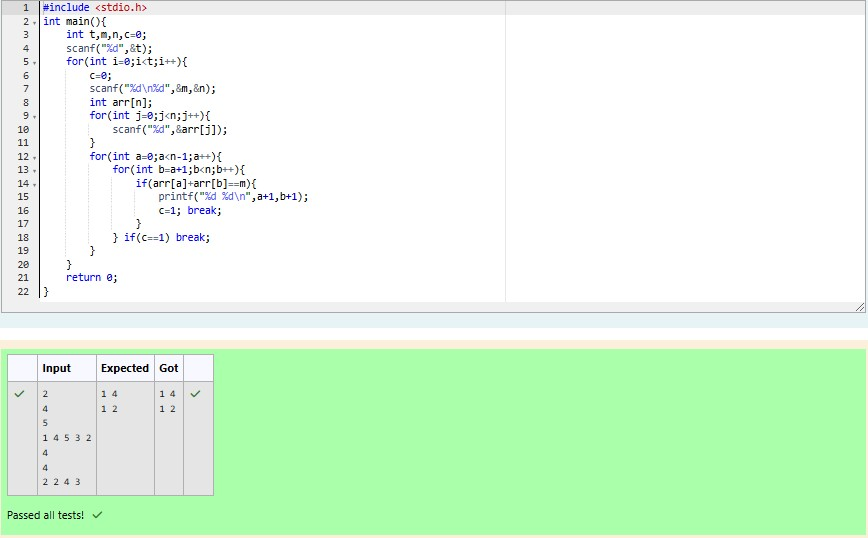 1 #include <stdio.h>
2 int main(){
3     int t,m,n,c=0;
4     scanf("%d",&t);
5     for(int i=0;i<t;i++){
6         c=0;
7         scanf("%d\n%d",&m,&n);
8         int arr[n];
9         for(int j=0;j<n;j++){
10             scanf("%d",&arr[j]);
11         }
12         for(int a=0;a<n-1;a++){
13             for(int b=a+1;b<n;b++){
14                 if(arr[a]+arr[b]==m){
15                     printf("%d %d\n",a+1,b+1);
16                     c=1; break;
17                 }
18             } if(c==1) break;
19         }
20     }
21     return 0;
22 }
Input Expected Got
2 1 4 1 4
4 1 2 1 2
5
1 4 5 3 2
4
4
2 2 4 3
Passed all tests!